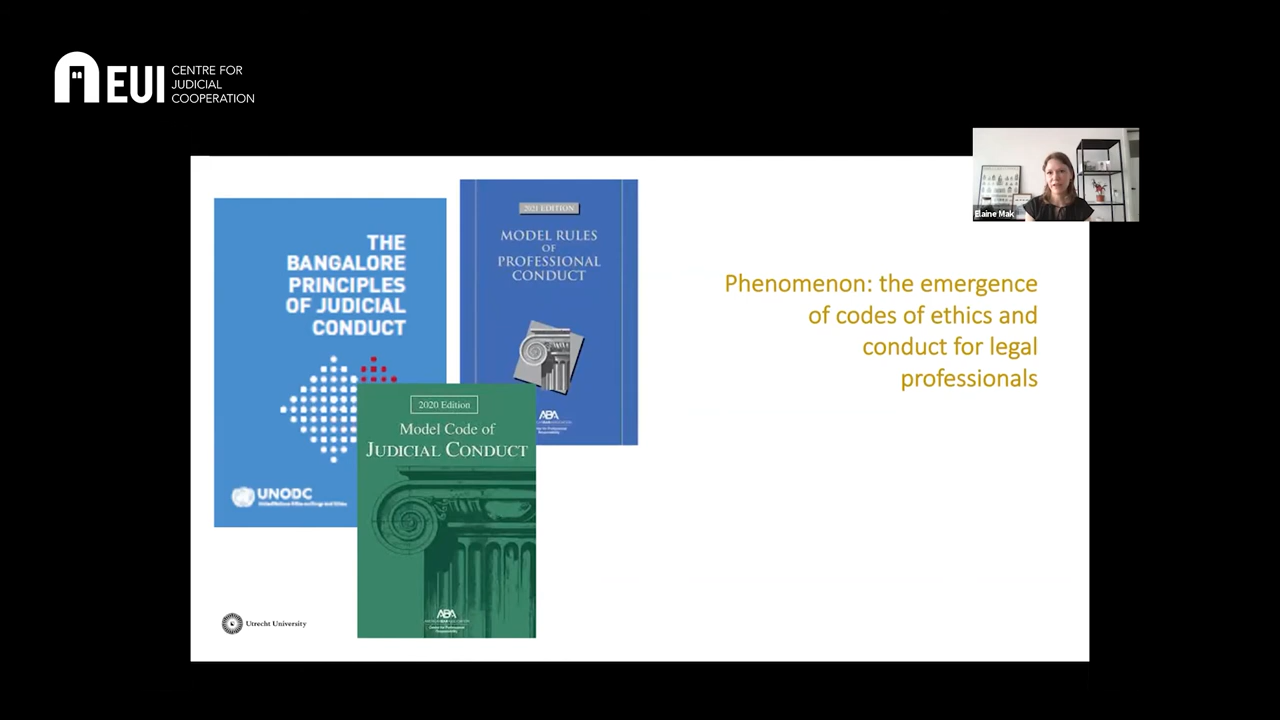 EUI
CENTRE FOR
JUDICIAL
COOPERATION
Elaine Mak
THE
BANGALORE
PRINCIPLES
OF JUDICIAL
CONDUCT
UNODC
2021 EDITION
MODEL RULES
OF
PROFESSIONAL
CONDUCT
ABA
2020 Edition
Model Code of
JUDICIAL CONDUCT
ABA
Phenomenon: the emergence
of codes of ethics and
conduct for legal
professionals
Utrecht University